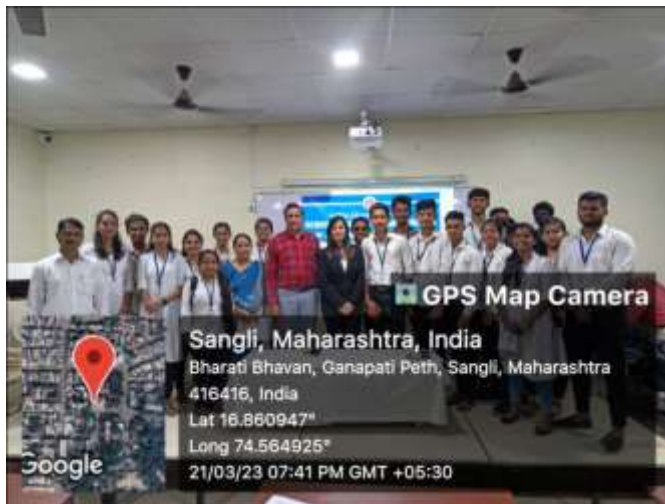 GPS Map Camera
Sangli, Maharashtra, India
Bharati Bhavan, Ganapati Peth, Sangli, Maharashtra
416416, India
Lat 16.860947°
Long 74.564925°
21/03/23 07:41 PM GMT +05:30
Google